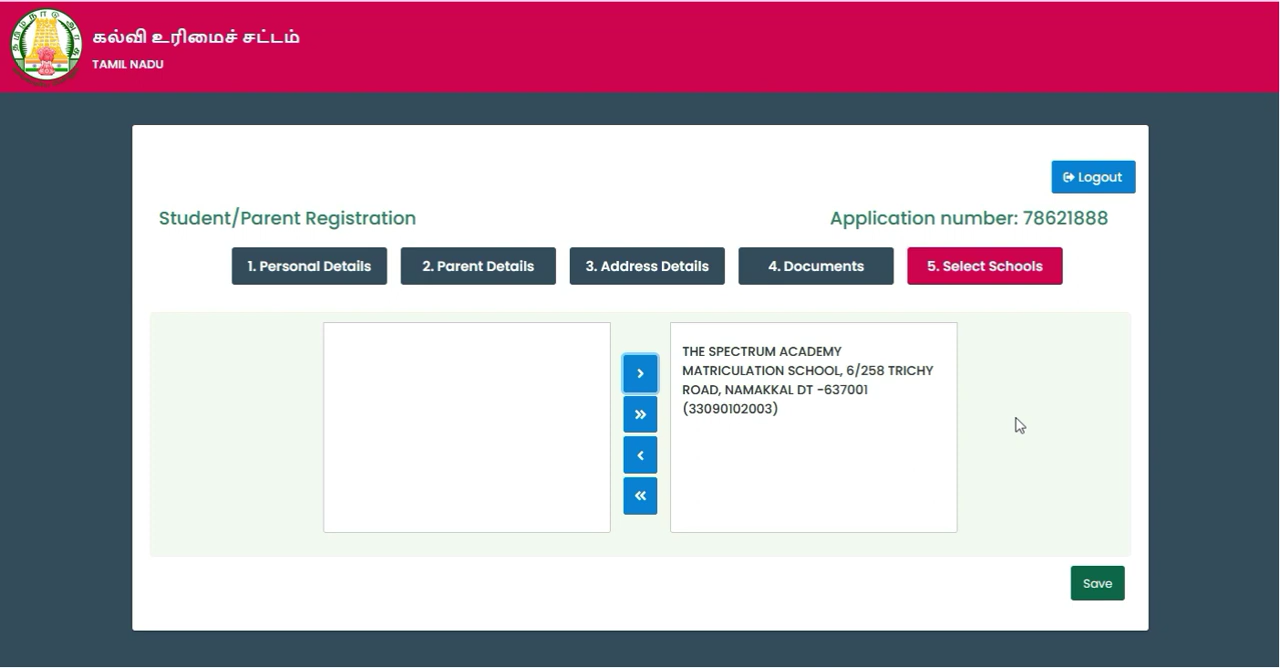 கல்வி உரிமைச் சட்டம்
TAMIL NADU
Logout
Student/Parent Registration
Application number: 78621888
1. Personal Details
2. Parent Details
3. Address Details
4. Documents
5. Select Schools
THE SPECTRUM ACADEMY
MATRICULATION SCHOOL, 6/258 TRICHY
ROAD, NAMAKKAL DT -637001
(33090102003)
Save